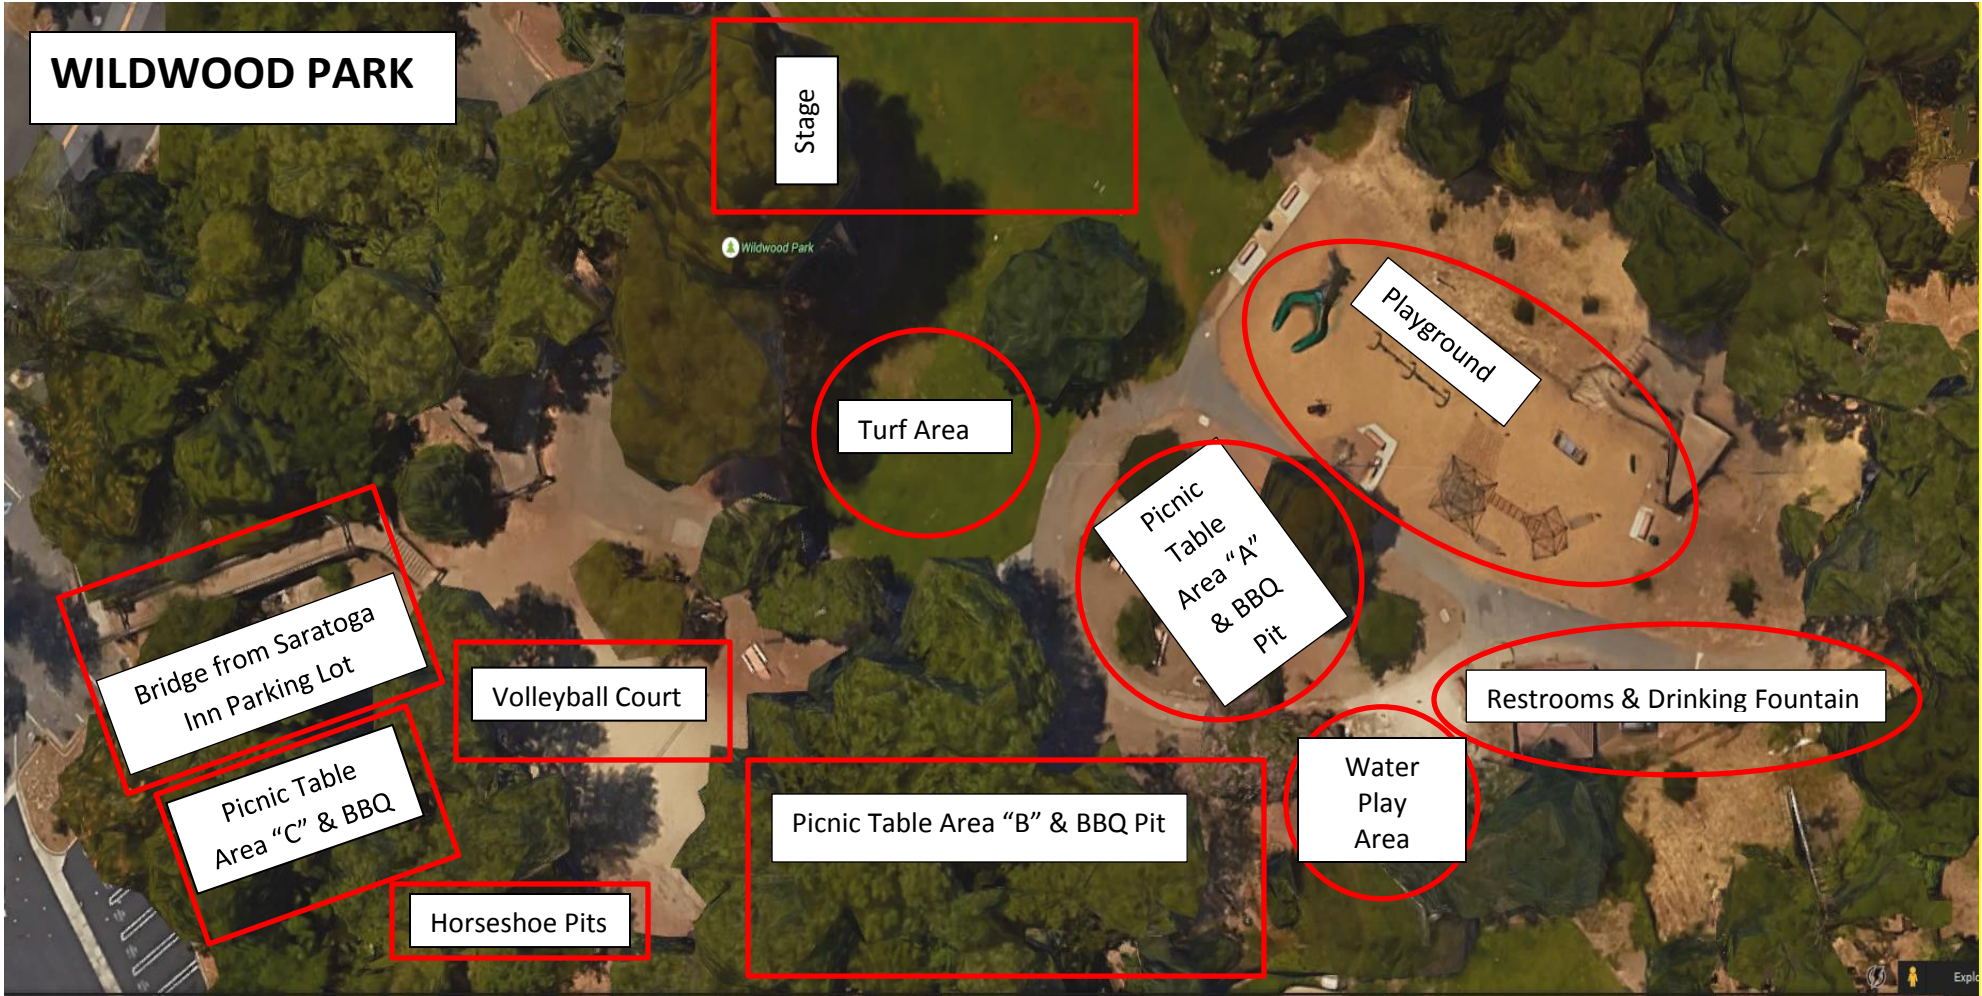 WILDWOOD PARK
Stage
Wildwood Park
Playground
Turf Area
Picnic
Table
Area “A”
& BBQ
Pit
Bridge from Saratoga
Inn Parking Lot
Volleyball Court
Restrooms & Drinking Fountain
Picnic Table
Area “C” & BBQ
Water
Play
Area
Picnic Table Area “B” & BBQ Pit
Horseshoe Pits
Explo